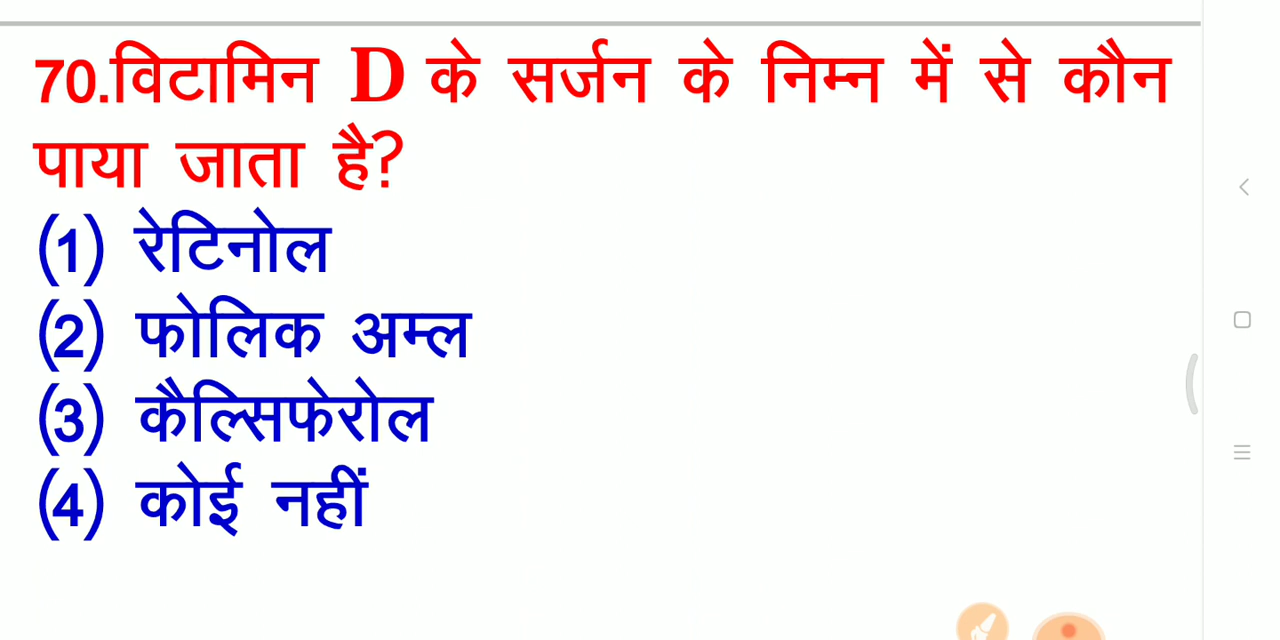 70.विटामिन D के सर्जन के निम्न में से कौन
पाया जाता है?
(1) रेटिनोल
(2) फोलिक अम्ल
(3) कैल्सिफेरोल
(4) कोई नहीं